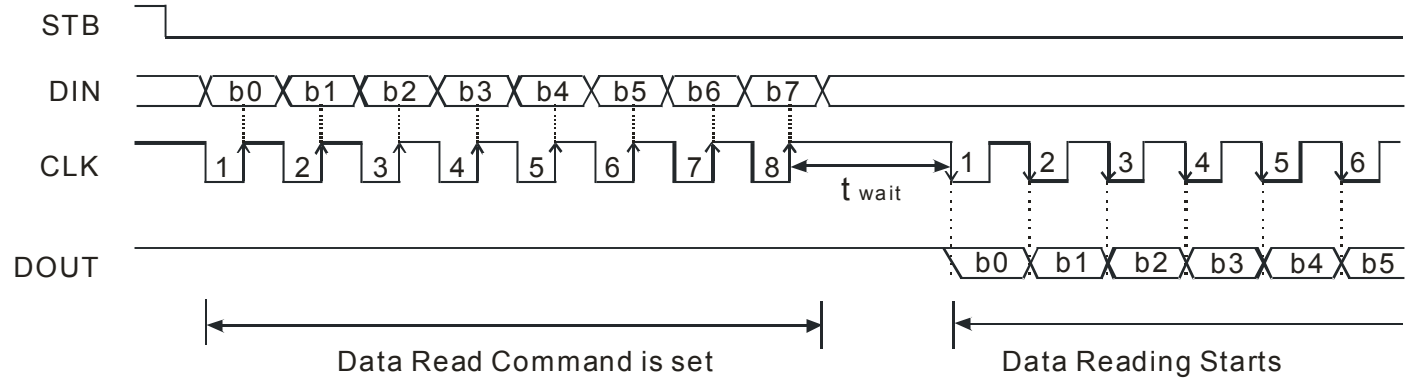 STB
DIN b0 b1 b2 b3 b4 b5 b6 b7
CLK 1 2 3 4 5 6 7 8 1 2 3 4 5 6
t wait
DOUT b0 b1 b2 b3 b4 b5
Data Read Command is set Data Reading Starts